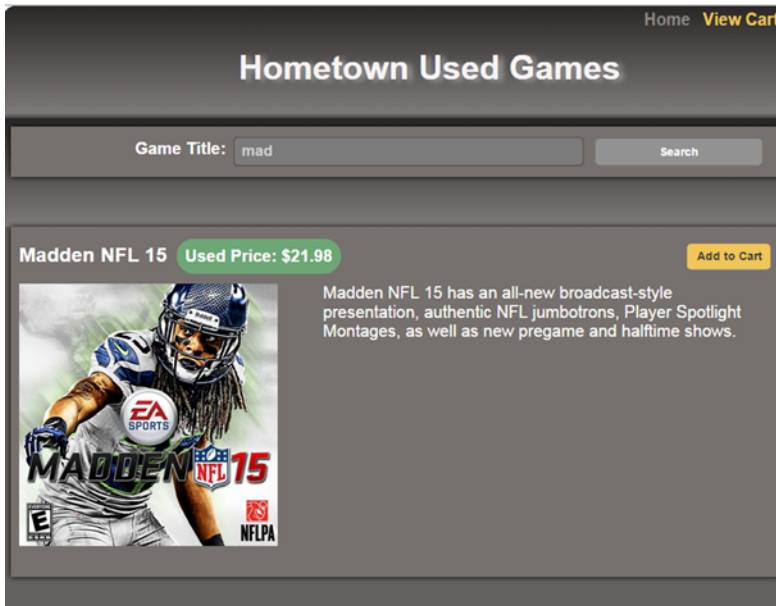 Home View Cart
Hometown Used Games
Game Title: mad Search
Madden NFL 15 Used Price: $21.98 Add to Cart
Madden NFL 15 has an all-new broadcast-style
presentation, authentic NFL jumbotrons, Player Spotlight
Montages, as well as new pregame and halftime shows.
Riddell
EA
SPORTS
MADDEN NFL 15
EVERYONE
E
NFLPA